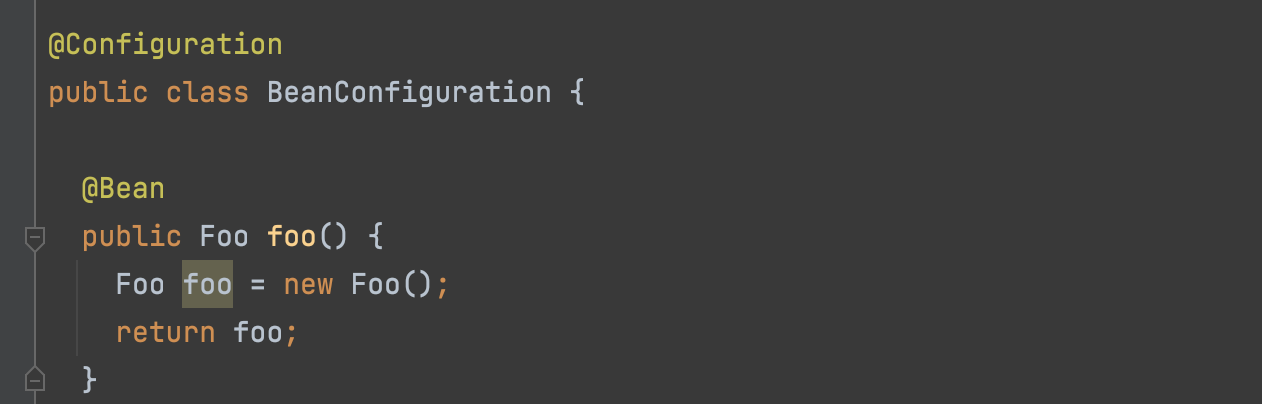 @Configuration
public class BeanConfiguration {
@Bean
public Foo foo() {
Foo foo = new Foo();
return foo;
}